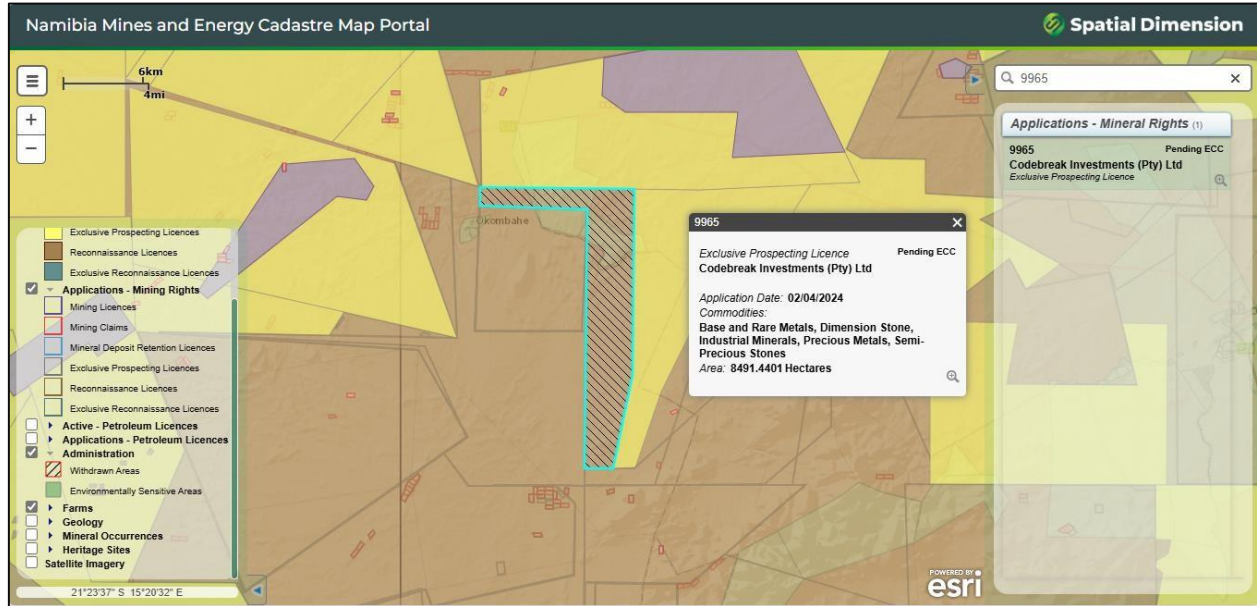 Namibia Mines and Energy Cadastre Map Portal
Spatial Dimension
6km
4mi
+
−
9965
Applications - Mineral Rights (1)
9965 Pending ECC
Codebreak Investments (Pty) Ltd
Exclusive Prospecting Licence
Okombahe
9965
Exclusive Prospecting Licence Pending ECC
Codebreak Investments (Pty) Ltd
Application Date: 02/04/2024
Commodities:
Base and Rare Metals, Dimension Stone,
Industrial Minerals, Precious Metals, Semi-
Precious Stones
Area: 8491.4401 Hectares
Exclusive Prospecting Licences
Reconnaissance Licences
Exclusive Reconnaissance Licences
Applications - Mining Rights
Mining Licences
Mining Claims
Mineral Deposit Retention Licences
Exclusive Prospecting Licences
Reconnaissance Licences
Exclusive Reconnaissance Licences
Active - Petroleum Licences
Applications - Petroleum Licences
Administration
Withdrawn Areas
Environmentally Sensitive Areas
Farms
Geology
Mineral Occurrences
Heritage Sites
Satellite Imagery
21°23'37" S 15°20'32" E
POWERED BY
esri